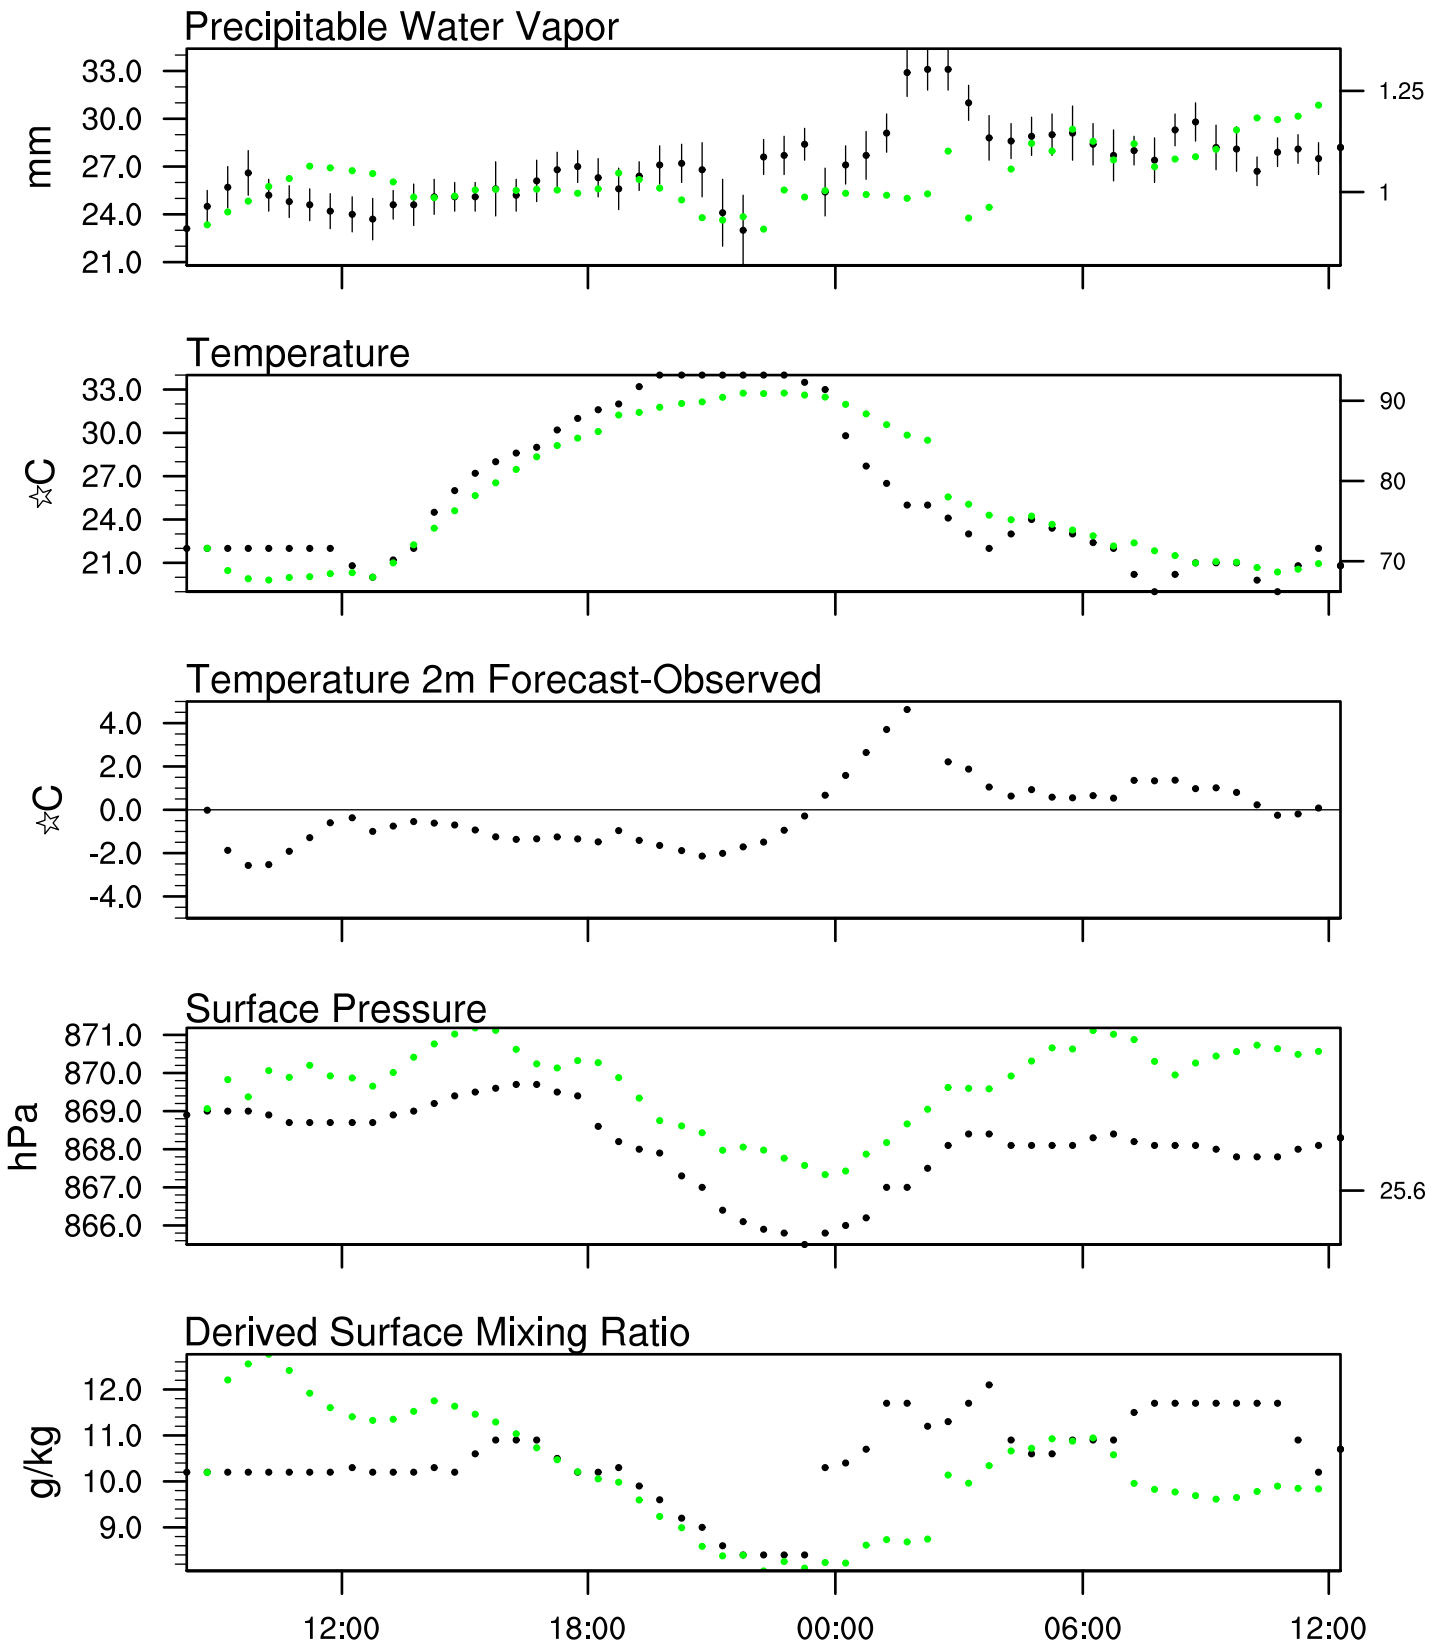 Precipitable Water Vapor
33.0
30.0
27.0
24.0
21.0
mm
1.25
1
Temperature
33.0
30.0
27.0
24.0
21.0
☆C
90
80
70
Temperature 2m Forecast-Observed
4.0
2.0
0.0
-2.0
-4.0
☆C
Surface Pressure
871.0
870.0
869.0
868.0
867.0
866.0
hPa
25.6
Derived Surface Mixing Ratio
12.0
11.0
10.0
9.0
g/kg
12:00 18:00 00:00 06:00 12:00